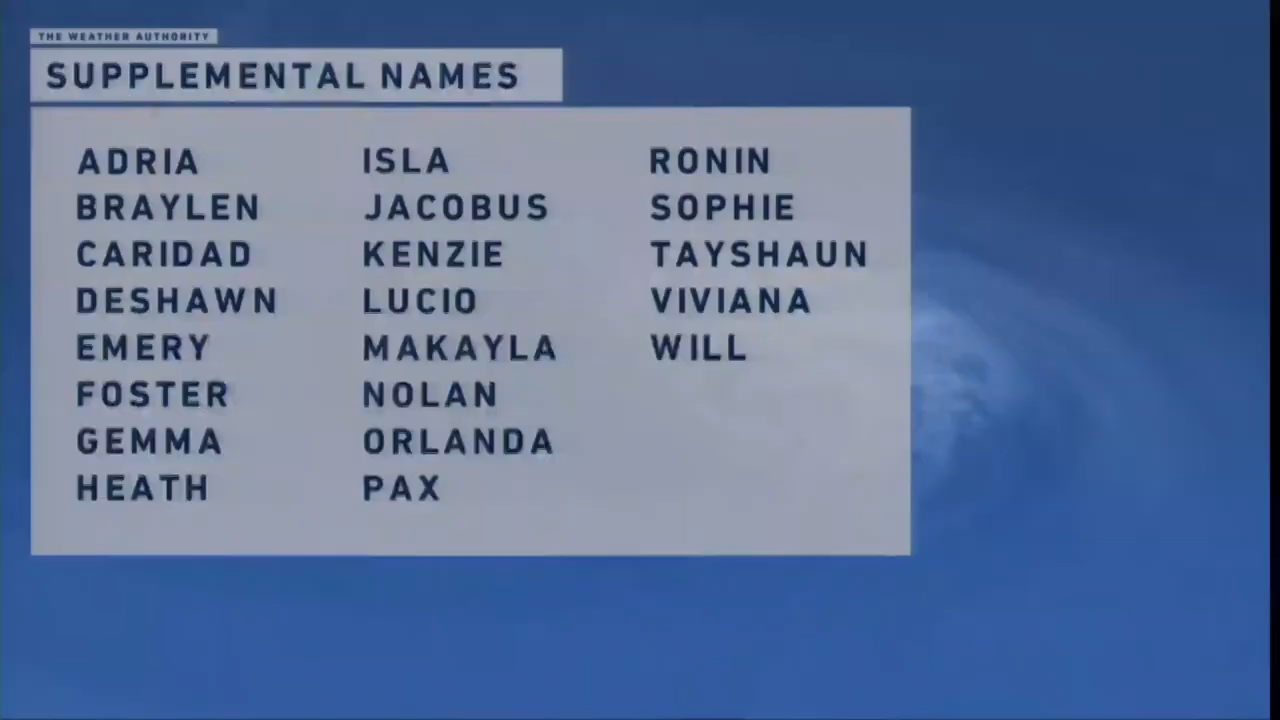 THE WEATHER AUTHORITY
SUPPLEMENTAL NAMES
ADRIA
BRAYLEN
CARIDAD
DESHAWN
EMERY
FOSTER
GEMMA
HEATH
ISLA
JACOBUS
KENZIE
LUCIO
MAKAYLA
NOLAN
ORLANDA
PAX
RONIN
SOPHIE
TAYSHAUN
VIVIANA
WILL